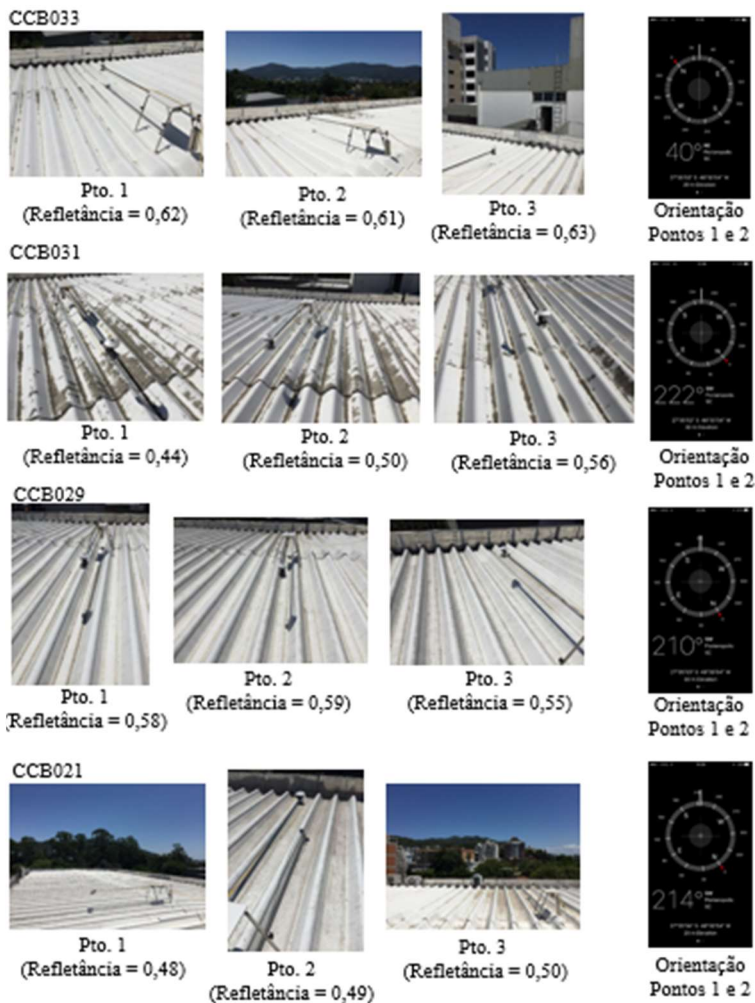 CCB033
Pto. 1
(Refletância = 0,62)
Pto. 2
(Refletância = 0,61)
Pto. 3
(Refletância = 0,63)
40°
Orientação
Pontos 1 e 2
CCB031
Pto. 1
(Refletância = 0,44)
Pto. 2
(Refletância = 0,50)
Pto. 3
(Refletância = 0,56)
222°
Orientação
Pontos 1 e 2
CCB029
Pto. 1
(Refletância = 0,58)
Pto. 2
(Refletância = 0,59)
Pto. 3
(Refletância = 0,55)
210°
Orientação
Pontos 1 e 2
CCB021
Pto. 1
(Refletância = 0,48)
Pto. 2
(Refletância = 0,49)
Pto. 3
(Refletância = 0,50)
214°
Orientação
Pontos 1 e 2